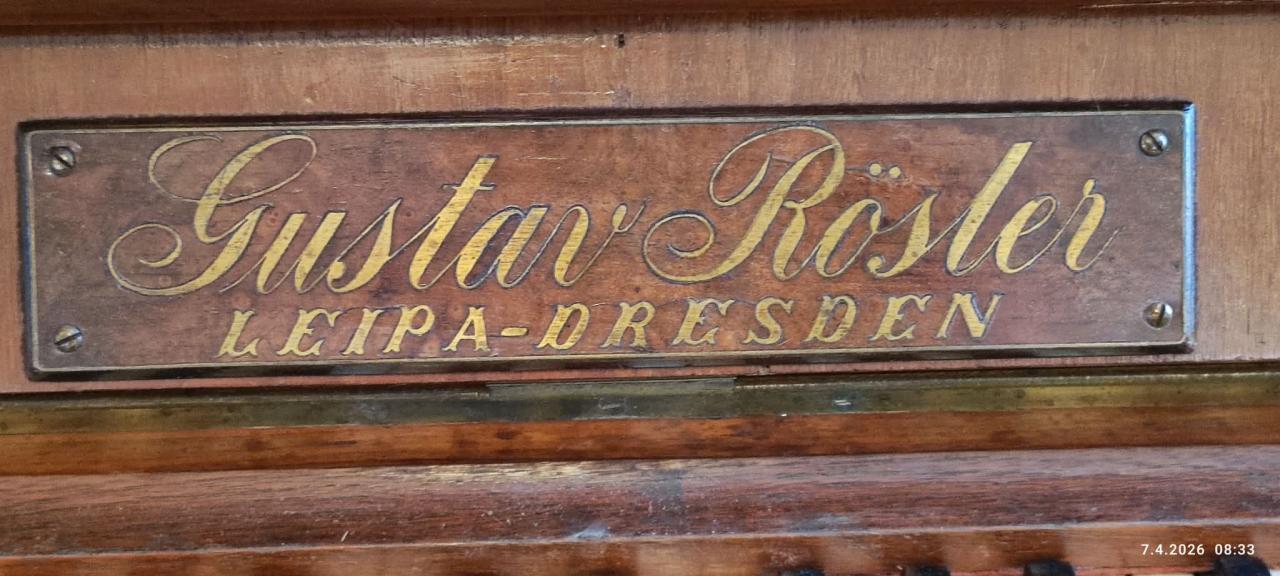 Gustav Rösler
LEIPA-DRESDEN
7.4.2026 08:33